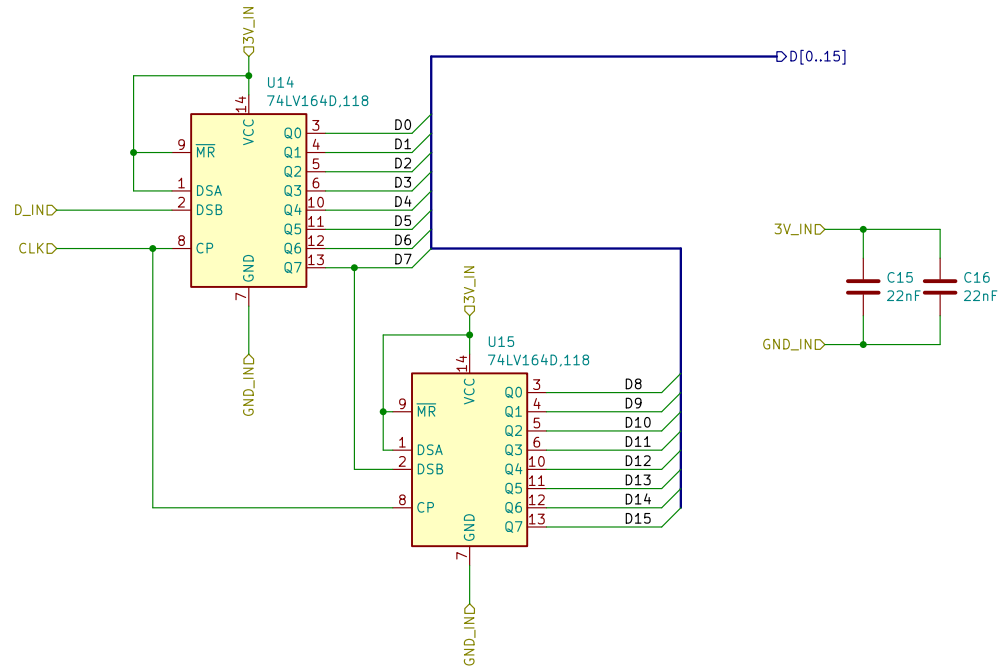 3V_IN
U14
74LV164D,118
14
VCC
9
MR
1
DSA
D_IN
2
DSB
CLK
8
CP
GND
7
GND_IN
Q0
3
D0
Q1
4
D1
Q2
5
D2
Q3
6
D3
Q4
10
D4
Q5
11
D5
Q6
12
D6
Q7
13
D7
D[0..15]
3V_IN
U15
74LV164D,118
14
VCC
9
MR
1
DSA
2
DSB
8
CP
GND
7
GND_IN
Q0
3
D8
Q1
4
D9
Q2
5
D10
Q3
6
D11
Q4
10
D12
Q5
11
D13
Q6
12
D14
Q7
13
D15
3V_IN
C15
22nF
C16
22nF
GND_IN